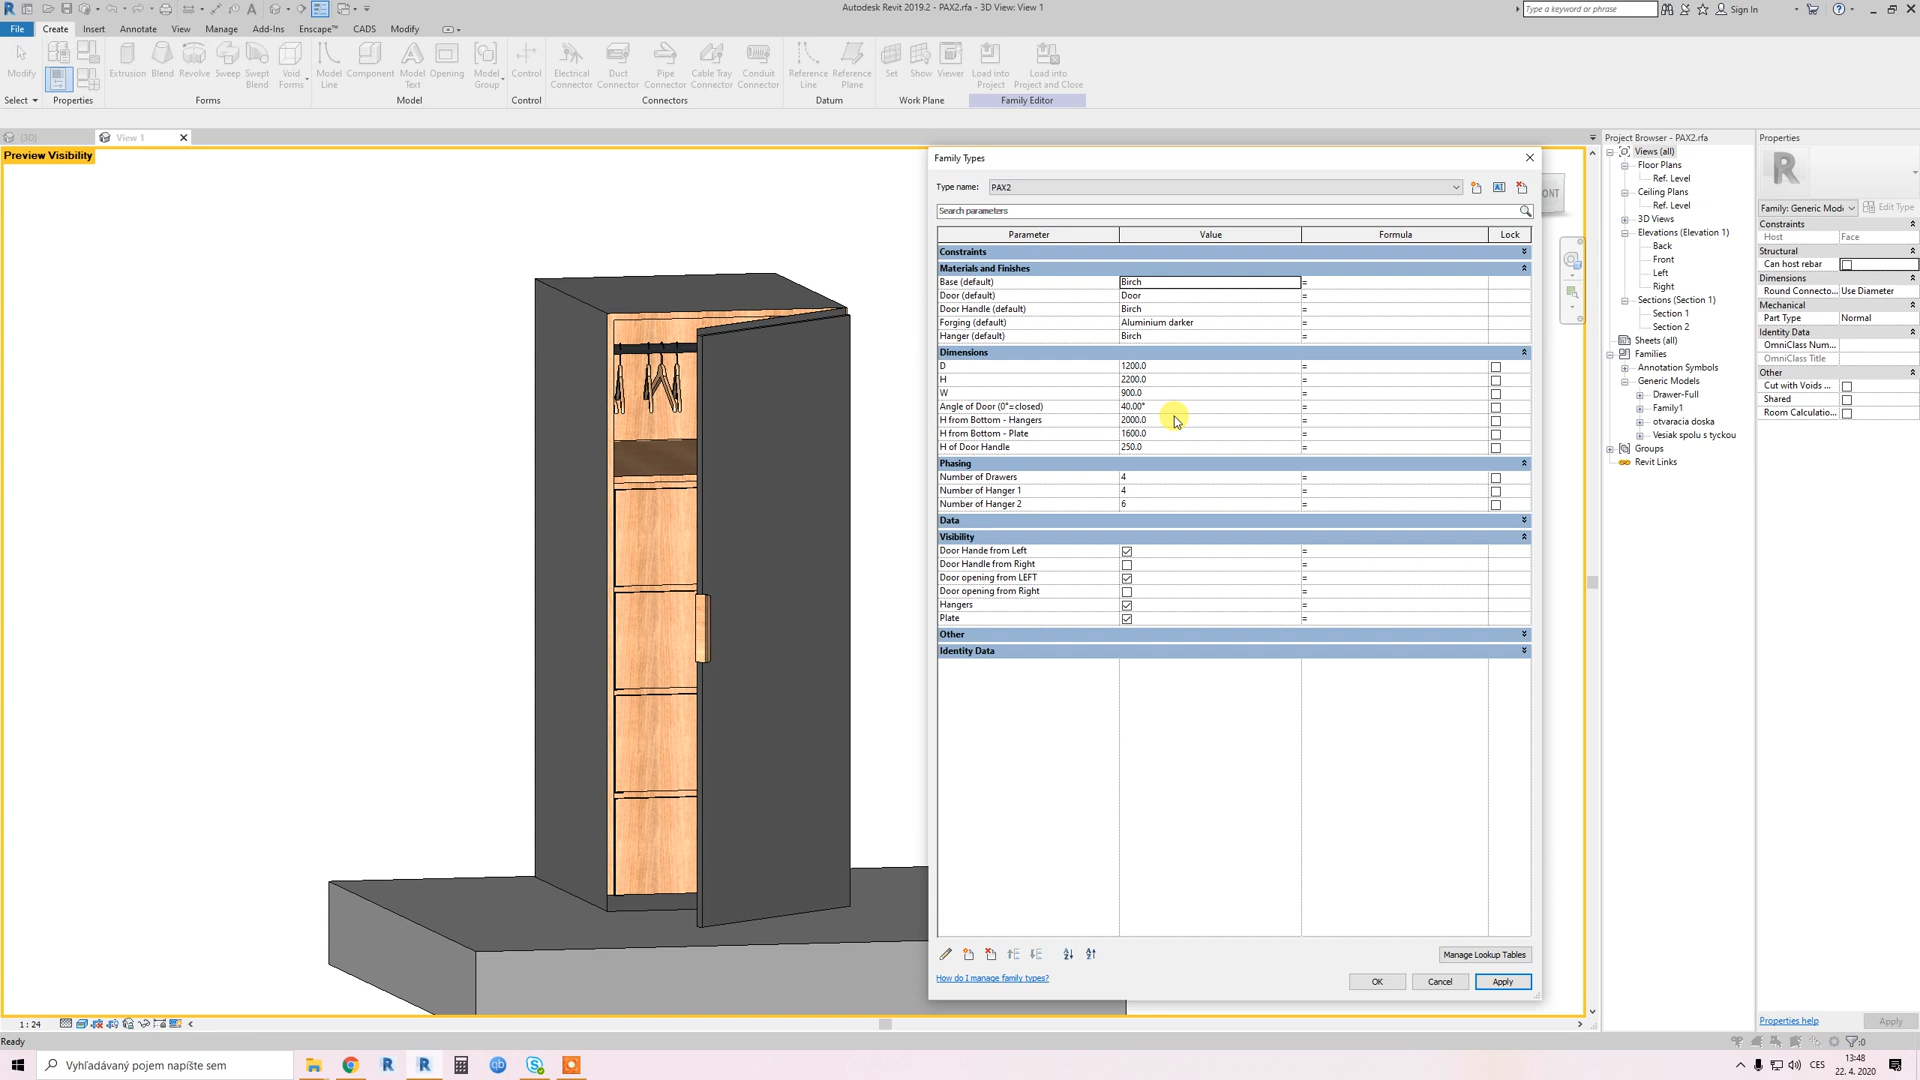 Autodesk Revit 2019.2 - PAX2.rfa - 3D View: View 1
Type a keyword or phrase
Sign In
File Create Insert Annotate View Manage Add-Ins Enscape™ CADS Modify
Modify
Extrusion Blend Revolve Sweep Swept Blend Void Forms
Model Line Component Model Text Opening Model Group
Control
Electrical Connector Duct Connector Pipe Connector Cable Tray Connector Conduit Connector
Reference Line Reference Plane
Set Show Viewer
Load into Project Load into Project and Close
Select Properties Forms Model Control Connectors Datum Work Plane Family Editor
{3D} View 1
Preview Visibility
Family Types
Type name: PAX2
Search parameters
Parameter Value Formula Lock
Constraints
Materials and Finishes
Base (default) Birch =
Door (default) Door =
Door Handle (default) Birch =
Forging (default) Aluminium darker =
Hanger (default) Birch =
Dimensions
D 1200.0 =
H 2200.0 =
W 900.0 =
Angle of Door (0°=closed) 40.00° =
H from Bottom - Hangers 2000.0 =
H from Bottom - Plate 1600.0 =
H of Door Handle 250.0 =
Phasing
Number of Drawers 4 =
Number of Hanger 1 4 =
Number of Hanger 2 6 =
Data
Visibility
Door Hande from Left =
Door Handle from Right =
Door opening from LEFT =
Door opening from Right =
Hangers =
Plate =
Other
Identity Data
Manage Lookup Tables
How do I manage family types?
OK Cancel Apply
ONT
Project Browser - PAX2.rfa
Views (all)
Floor Plans
Ref. Level
Ceiling Plans
Ref. Level
3D Views
Elevations (Elevation 1)
Back
Front
Left
Right
Sections (Section 1)
Section 1
Section 2
Sheets (all)
Families
Annotation Symbols
Generic Models
Drawer-Full
Family1
otvaracia doska
Vesiak spolu s tyckou
Groups
Revit Links
Properties
Family: Generic Mode
Edit Type
Constraints
Host Face
Structural
Can host rebar
Dimensions
Round Connecto... Use Diameter
Mechanical
Part Type Normal
Identity Data
OmniClass Num...
OmniClass Title
Other
Cut with Voids ...
Shared
Room Calculatio...
Properties help
Apply
1 : 24
Ready
:0
Vyhľadávaný pojem napíšte sem
CES
13:48
22. 4. 2020